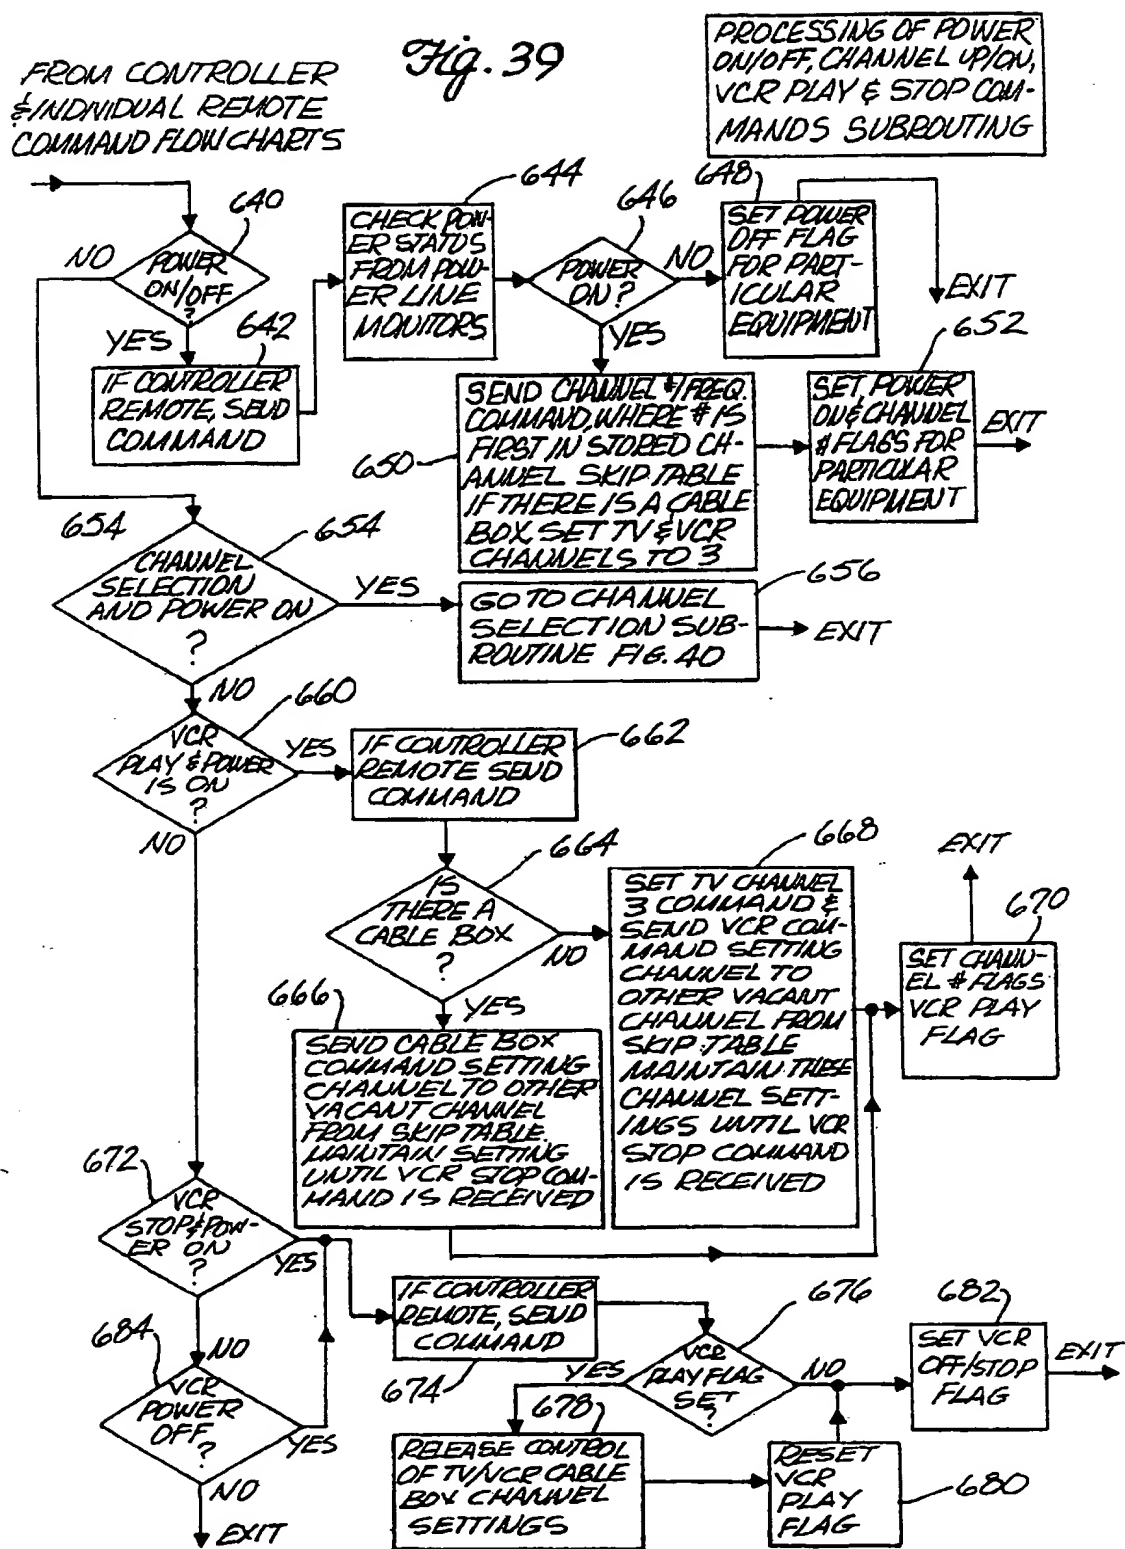 Fig. 39
PROCESSING OF POWER
ON/OFF, CHANNEL UP/ON,
VCR PLAY & STOP COM-
MANDS SUBROUTING
FROM CONTROLLER
& INDIVIDUAL REMOTE
COMMAND FLOWCHARTS
640
POWER
ON/OFF
?
NO
YES
642
IF CONTROLLER
REMOTE, SEND
COMMAND
644
CHECK POW-
ER STATUS
FROM POW-
ER LINE
MONITORS
646
POWER
ON?
NO
YES
648
SET POWER
OFF FLAG
FOR PART-
ICULAR
EQUIPMENT
EXIT
650
SEND CHANNEL #/FREQ.
COMMAND, WHERE # IS
FIRST IN STORED CH-
ANNEL SKIP TABLE
IF THERE IS A CABLE
BOX, SET TV & VCR
CHANNELS TO 3
652
SET POWER
ON & CHANNEL
# FLAGS FOR
PARTICULAR
EQUIPMENT
EXIT
654
654
CHANNEL
SELECTION
AND POWER ON
?
YES
NO
656
GO TO CHANNEL
SELECTION SUB-
ROUTINE FIG. 40
EXIT
660
VCR
PLAY & POWER
IS ON
?
YES
NO
662
IF CONTROLLER
REMOTE SEND
COMMAND
664
IS
THERE A
CABLE BOX
?
NO
YES
666
SEND CABLE BOX
COMMAND SETTING
CHANNEL TO OTHER
VACANT CHANNEL
FROM SKIP TABLE.
MAINTAIN SETTING
UNTIL VCR STOP COM-
MAND IS RECEIVED
668
SET TV CHANNEL
3 COMMAND &
SEND VCR COM-
MAND SETTING
CHANNEL TO
OTHER VACANT
CHANNEL FROM
SKIP TABLE
MAINTAIN THESE
CHANNEL SETT-
INGS UNTIL VCR
STOP COMMAND
IS RECEIVED
EXIT
670
SET CHANN-
EL # FLAGS
VCR PLAY
FLAG
672
VCR
STOP & POW-
ER ON
?
YES
NO
684
VCR
POWER
OFF
?
YES
NO
EXIT
IF CONTROLLER
REMOTE, SEND
COMMAND
674
676
VCR
PLAY FLAG
SET
?
YES
NO
678
RELEASE CONTROL
OF TV/VCR CABLE
BOX CHANNEL
SETTINGS
RESET
VCR
PLAY
FLAG
680
682
SET VCR
OFF/STOP
FLAG
EXIT